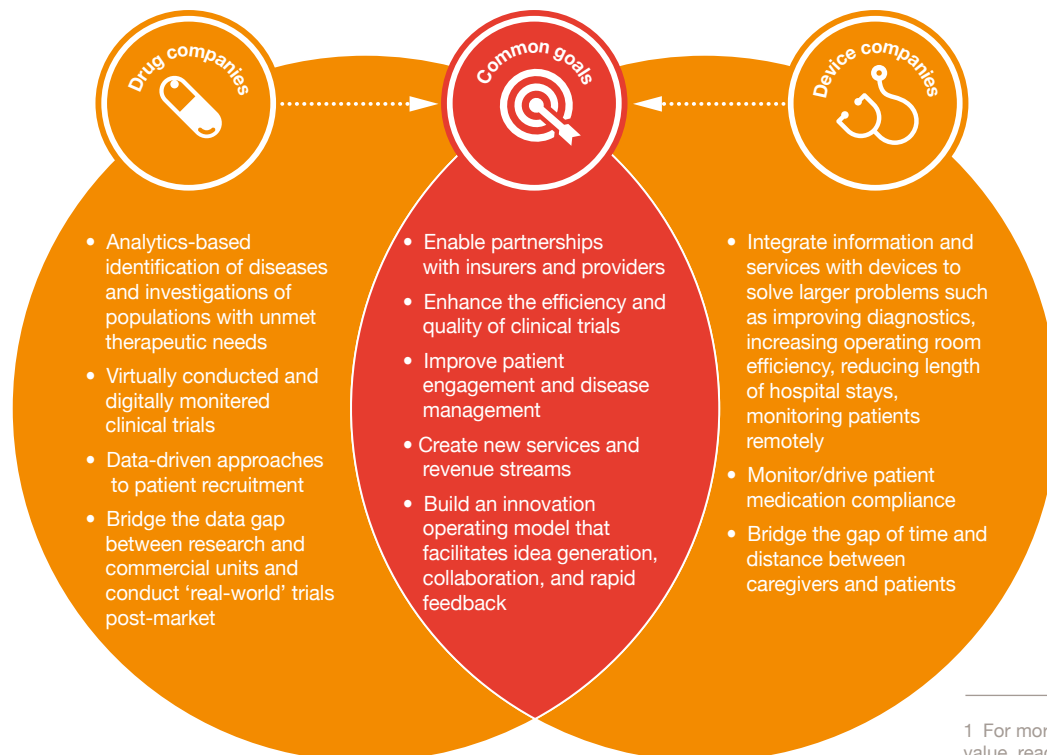 Drug companies
Common goals
Device companies
• Analytics-based
identification of diseases
and investigations of
populations with unmet
therapeutic needs
• Virtually conducted and
digitally monitered
clinical trials
• Data-driven approaches
to patient recruitment
• Bridge the data gap
between research and
commercial units and
conduct ‘real-world’ trials
post-market
• Enable partnerships
with insurers and providers
• Enhance the efficiency and
quality of clinical trials
• Improve patient
engagement and disease
management
• Create new services and
revenue streams
• Build an innovation
operating model that
facilitates idea generation,
collaboration, and rapid
feedback
• Integrate information and
services with devices to
solve larger problems such
as improving diagnostics,
increasing operating room
efficiency, reducing length
of hospital stays,
monitoring patients
remotely
• Monitor/drive patient
medication compliance
• Bridge the gap of time and
distance between
caregivers and patients
1 For
value,